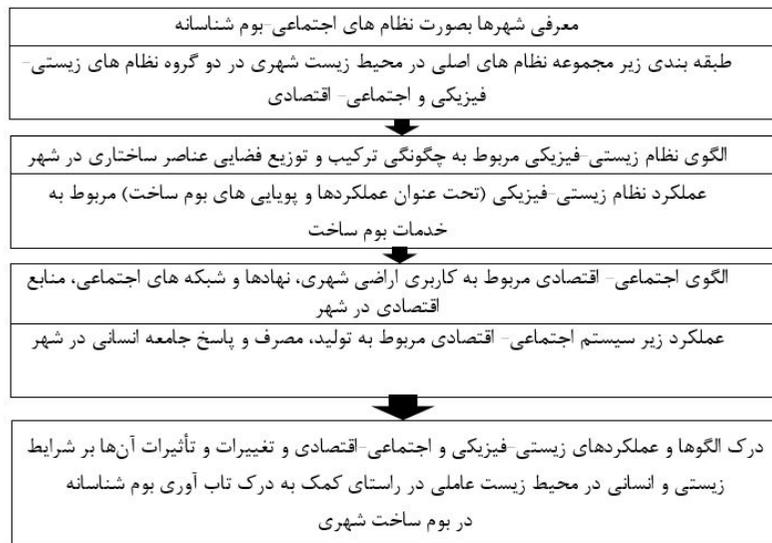 معرفی شهرها بصورت نظام های اجتماعی-بوم شناسانه
طبقه بندی زیر مجموعه نظام های اصلی در محیط زیست شهری در دو گروه نظام های زیستی-
فیزیکی و اجتماعی- اقتصادی
الگوی نظام زیستی-فیزیکی مربوط به چگونگی ترکیب و توزیع فضایی عناصر ساختاری در شهر
عملکرد نظام زیستی-فیزیکی (تحت عنوان عملکردها و پویایی های بوم ساخت) مربوط به
خدمات بوم ساخت
الگوی اجتماعی- اقتصادی مربوط به کاربری اراضی شهری، نهادها و شبکه های اجتماعی، منابع
اقتصادی در شهر
عملکرد زیر سیستم اجتماعی- اقتصادی مربوط به تولید، مصرف و پاسخ جامعه انسانی در شهر
درک الگوها و عملکردهای زیستی-فیزیکی و اجتماعی-اقتصادی و تغییرات و تأثیرات آن‌ها بر شرایط
زیستی و انسانی در محیط زیست عاملی در راستای کمک به درک تاب آوری بوم شناسانه
در بوم ساخت شهری